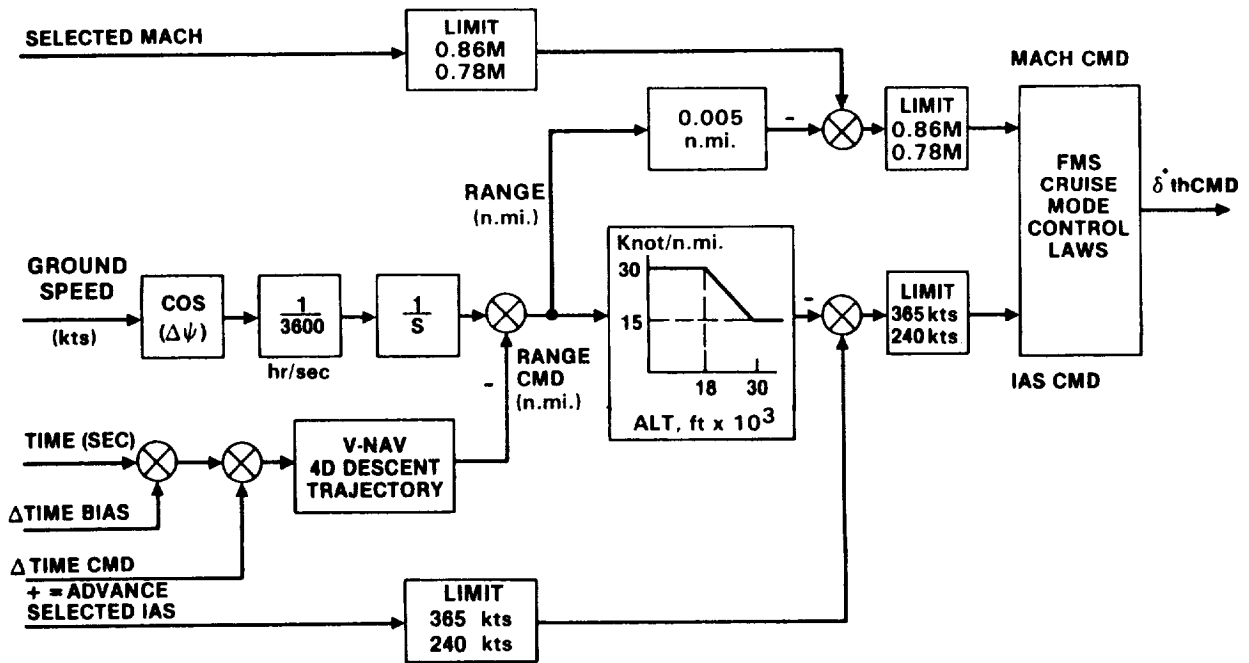 SELECTED MACH
LIMIT
0.86M
0.78M
MACH CMD
0.005
n.mi.
-
LIMIT
0.86M
0.78M
FMS
CRUISE
MODE
CONTROL
LAWS
δ˙thCMD
RANGE
(n.mi.)
Knot/n.mi.
30
15
18 30
ALT, ft x 10³
GROUND
SPEED
(kts)
COS
(Δψ)
1
3600
hr/sec
1
S
-
RANGE
CMD
(n.mi.)
-
LIMIT
365 kts
240 kts
IAS CMD
TIME (SEC)
V-NAV
4D DESCENT
TRAJECTORY
ΔTIME BIAS
Δ TIME CMD
+ = ADVANCE
SELECTED IAS
LIMIT
365 kts
240 kts